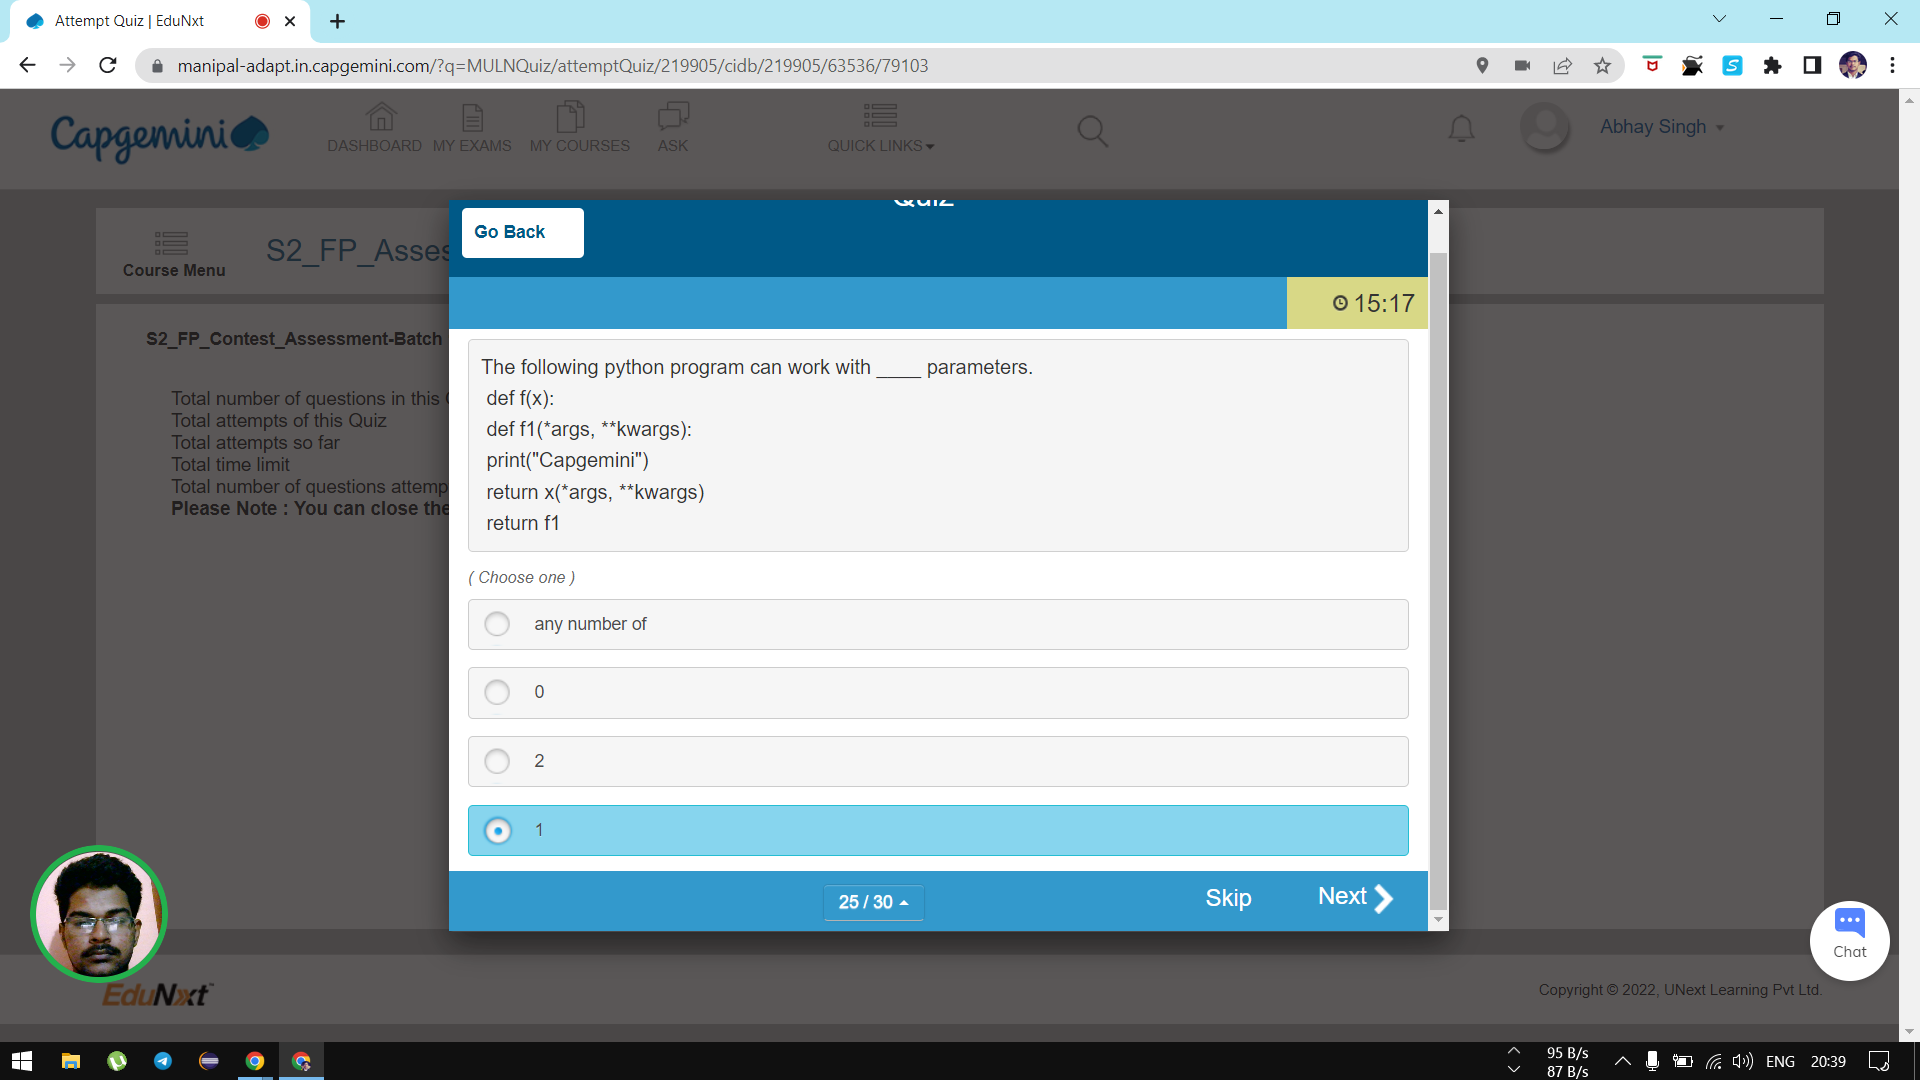 Attempt Quiz | EduNxt
manipal-adapt.in.capgemini.com/?q=MULNQuiz/attemptQuiz/219905/cidb/219905/63536/79103
Capgemini
DASHBOARD
MY EXAMS
MY COURSES
ASK
QUICK LINKS
Abhay Singh
Course Menu
S2_FP_Asses
Quiz
Go Back
15:17
S2_FP_Contest_Assessment-Batch
Total number of questions in this
Total attempts of this Quiz
Total attempts so far
Total time limit
Total number of questions attemp
Please Note : You can close the
The following python program can work with ____ parameters.
def f(x):
def f1(*args, **kwargs):
print("Capgemini")
return x(*args, **kwargs)
return f1
( Choose one )
any number of
0
2
1
25 / 30
Skip
Next
Chat
EduNxt™
Copyright © 2022, UNext Learning Pvt Ltd.
95 B/s
87 B/s
ENG
20:39